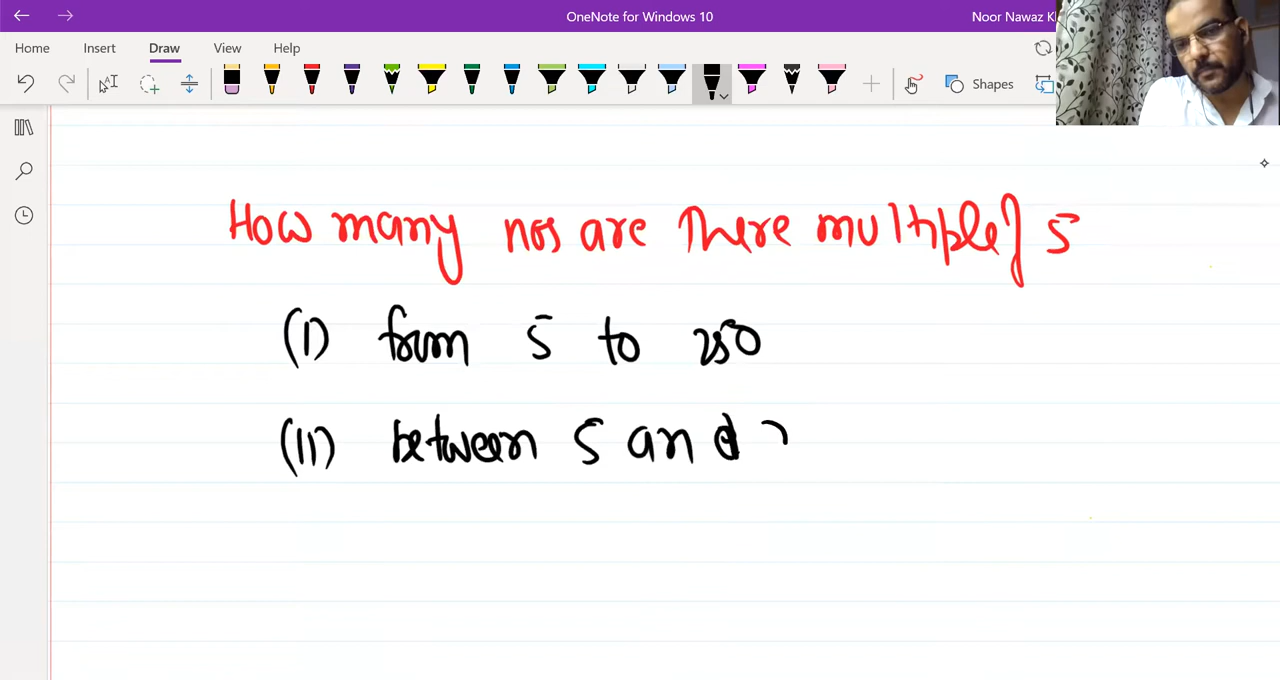 OneNote for Windows 10
Noor Nawaz Kh
Home Insert Draw View Help
Shapes
How many nos are There multiple of 5
(I) from 5 to 250
(II) between 5 and